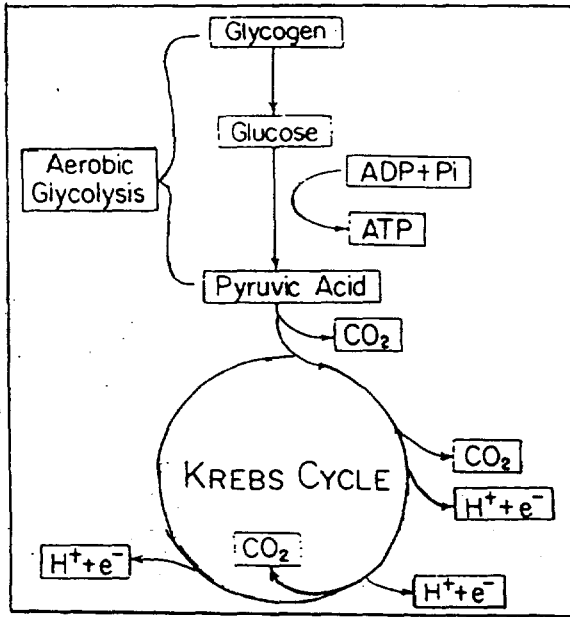 Glycogen
Glucose
Aerobic
Glycolysis
ADP+Pi
ATP
Pyruvic Acid
CO₂
CO₂
KREBS CYCLE
H⁺+e⁻
CO₂
H⁺+e⁻
H⁺+e⁻